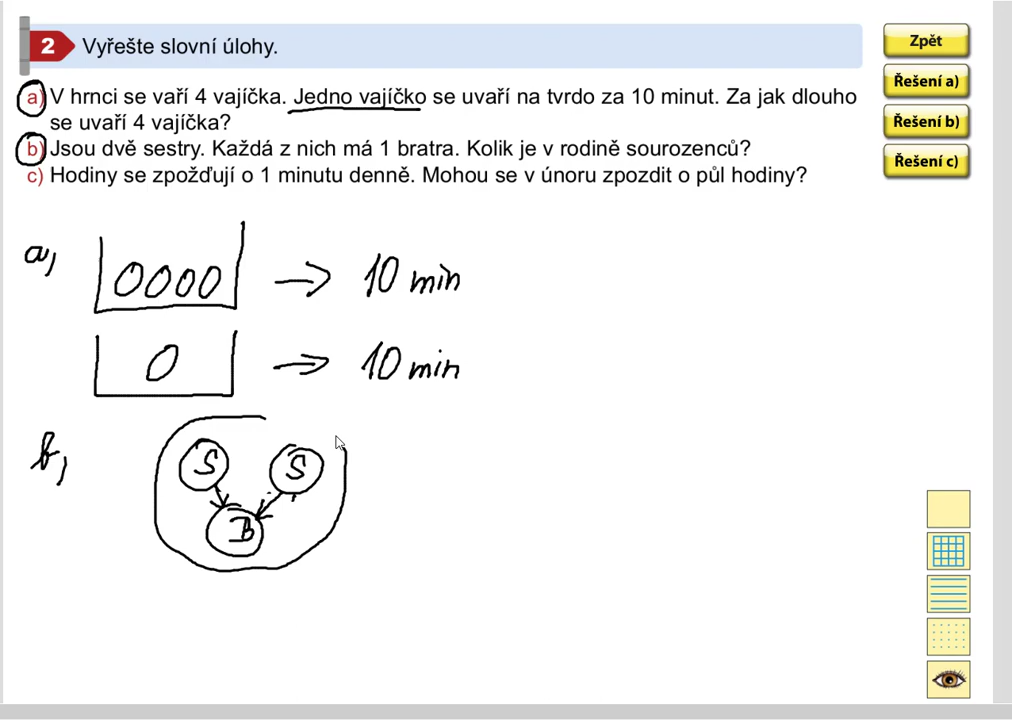 2 Vyřešte slovní úlohy.
Zpět
Řešení a)
Řešení b)
Řešení c)
a) V hrnci se vaří 4 vajíčka. Jedno vajíčko se uvaří na tvrdo za 10 minut. Za jak dlouho
se uvaří 4 vajíčka?
b) Jsou dvě sestry. Každá z nich má 1 bratra. Kolik je v rodině sourozenců?
c) Hodiny se zpožďují o 1 minutu denně. Mohou se v únoru zpozdit o půl hodiny?
a) 0000 → 10 min
0 → 10 min
b) S S
B